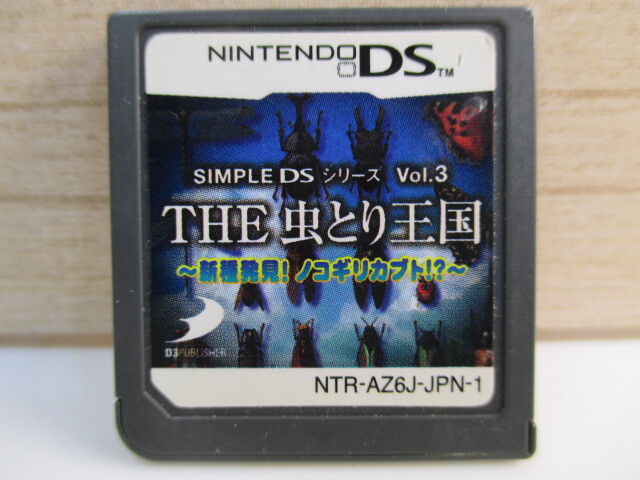 NINTENDO DS™
SIMPLE DS シリーズ Vol.3
THE 虫とり王国
～新種発見！ノコギリカブト!?～
D3PUBLISHER
NTR-AZ6J-JPN-1